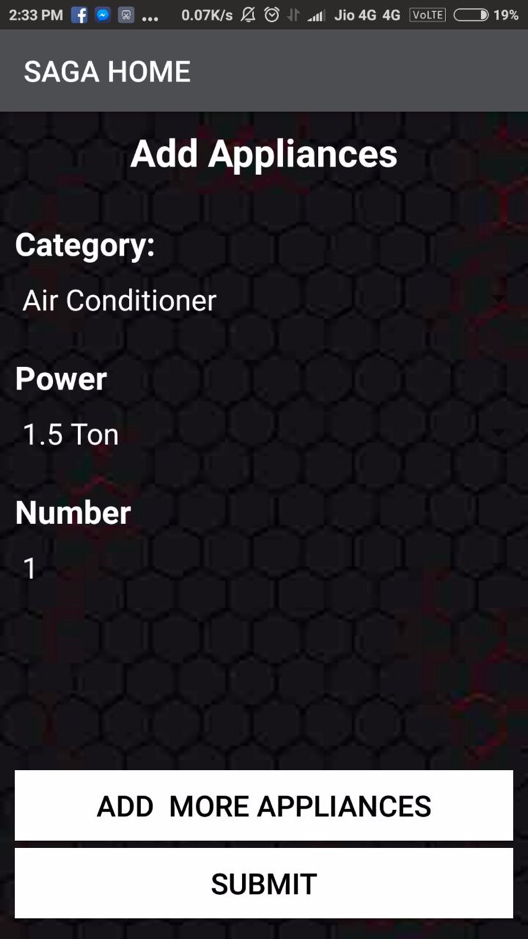 2:33 PM ... 0.07K/s Jio 4G 4G VoLTE 19%
SAGA HOME
Add Appliances
Category:
Air Conditioner
Power
1.5 Ton
Number
1
ADD  MORE APPLIANCES
SUBMIT